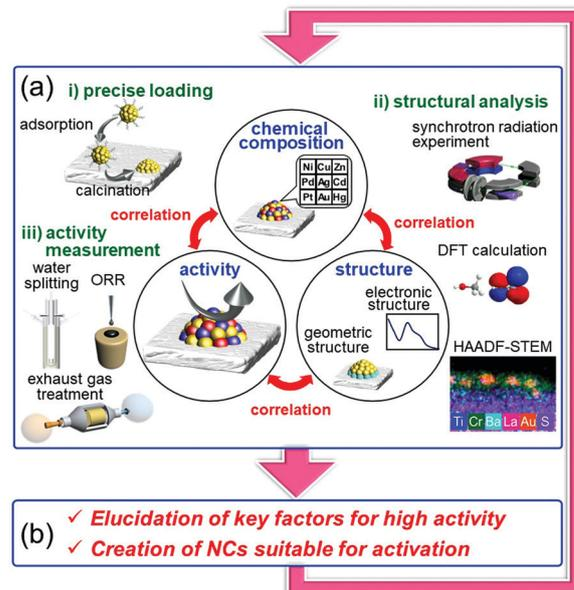 (a)
i) precise loading
adsorption
calcination
chemical
composition
Ni Cu Zn
Pd Ag Cd
Pt Au Hg
ii) structural analysis
synchrotron radiation
experiment
correlation
correlation
iii) activity
measurement
water
splitting
ORR
exhaust gas
treatment
activity
structure
electronic
structure
geometric
structure
DFT calculation
HAADF-STEM
Ti Cr Ba La Au S
correlation
(b)
✓ Elucidation of key factors for high activity
✓ Creation of NCs suitable for activation